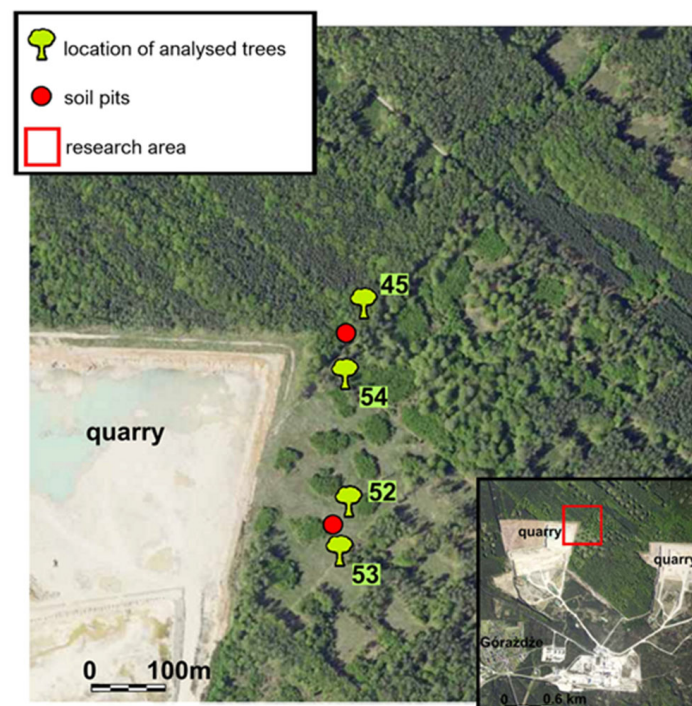 location of analysed trees
soil pits
research area
45
54
quarry
52
53
0 100m
quarry
quarry
Górażdże
0 0.6 km